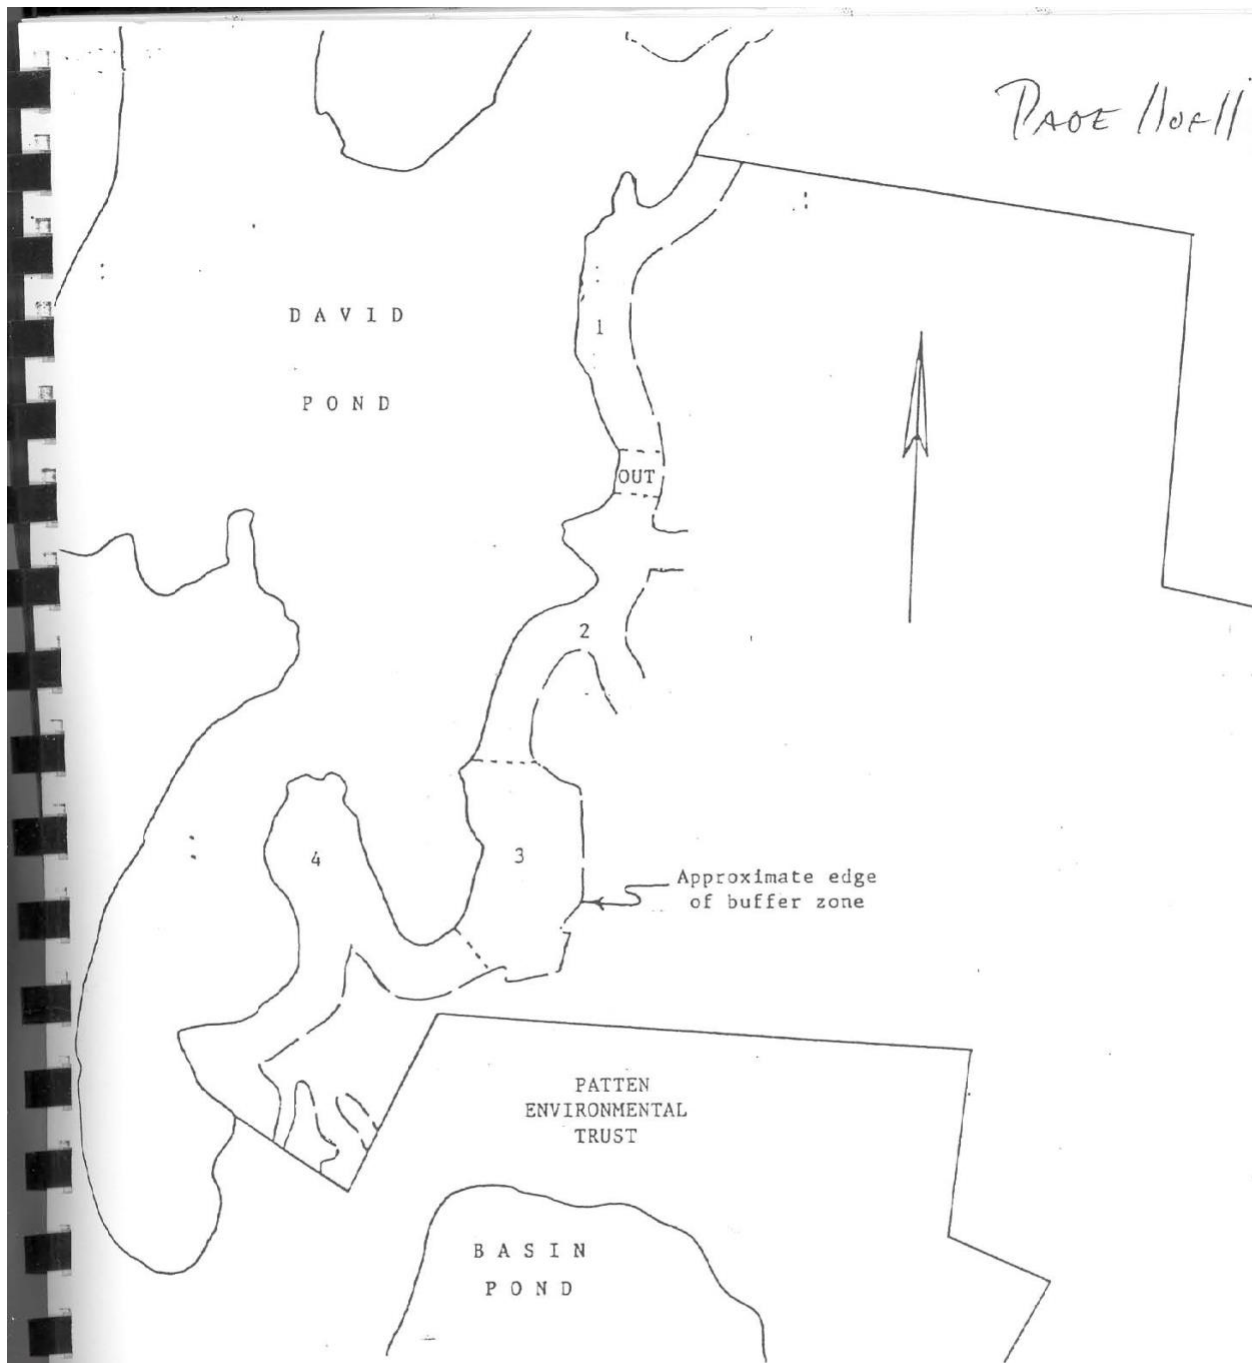 PAGE 11 OF 11
D A V I D
P O N D
1
OUT
2
3
4
Approximate edge
of buffer zone
PATTEN
ENVIRONMENTAL
TRUST
B A S I N
P O N D